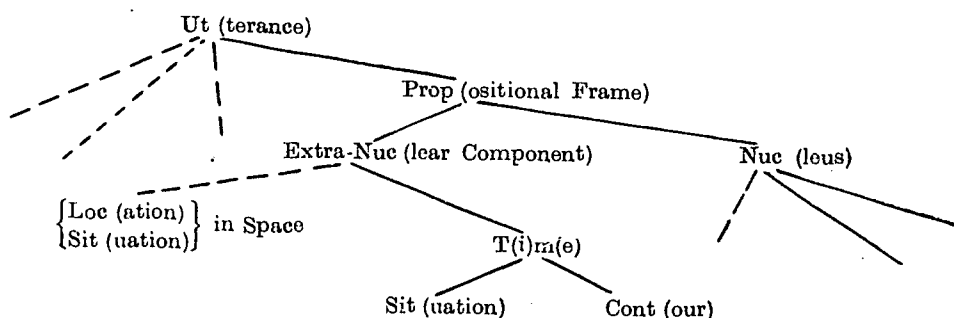 Ut (terance)
Prop (ositional Frame)
Extra-Nuc (lear Component)
Nuc (leus)
{Loc (ation)
Sit (uation)} in Space
T(i)m(e)
Sit (uation)
Cont (our)